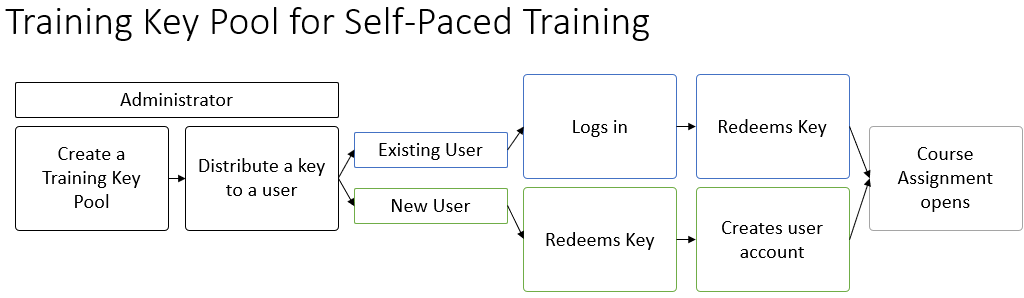 Training Key Pool for Self-Paced Training
Administrator
Create a
Training Key
Pool
Distribute a key
to a user
Existing User
New User
Logs in
Redeems Key
Redeems Key
Creates user
account
Course
Assignment
opens